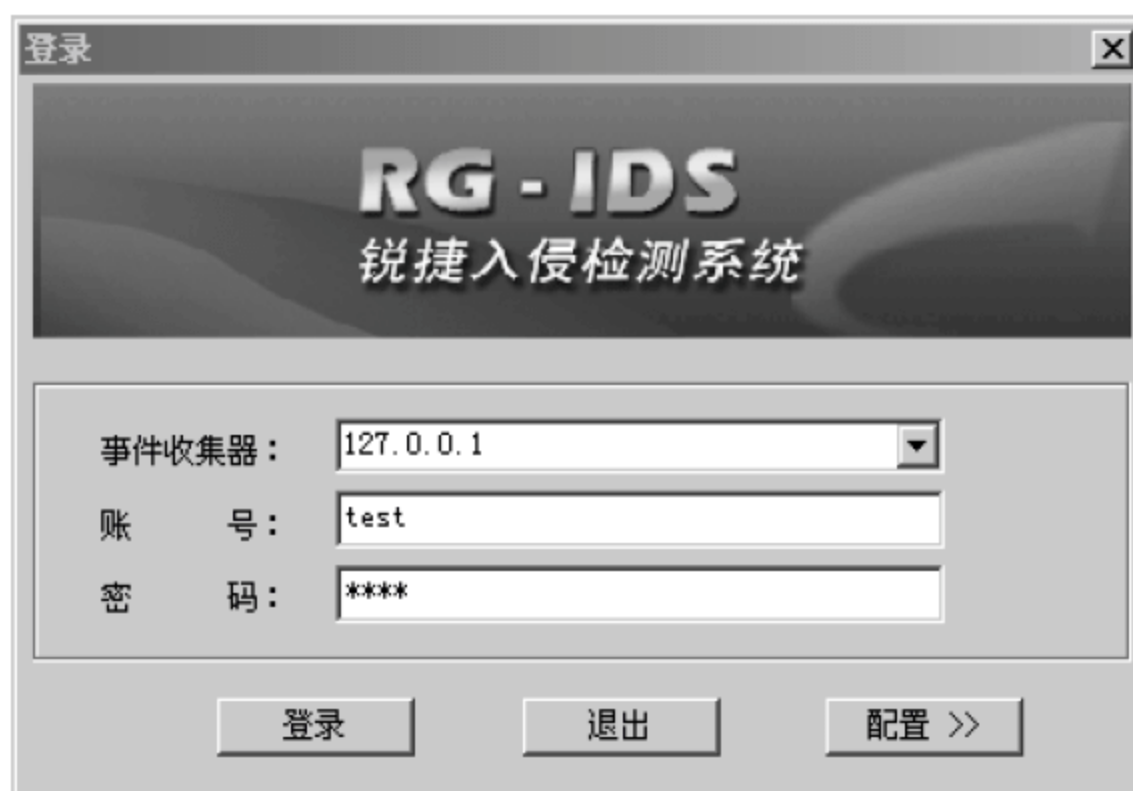 登录
RG - IDS
锐捷入侵检测系统
事件收集器： 127.0.0.1
账 号： test
密 码： ****
登录 退出 配置 >>